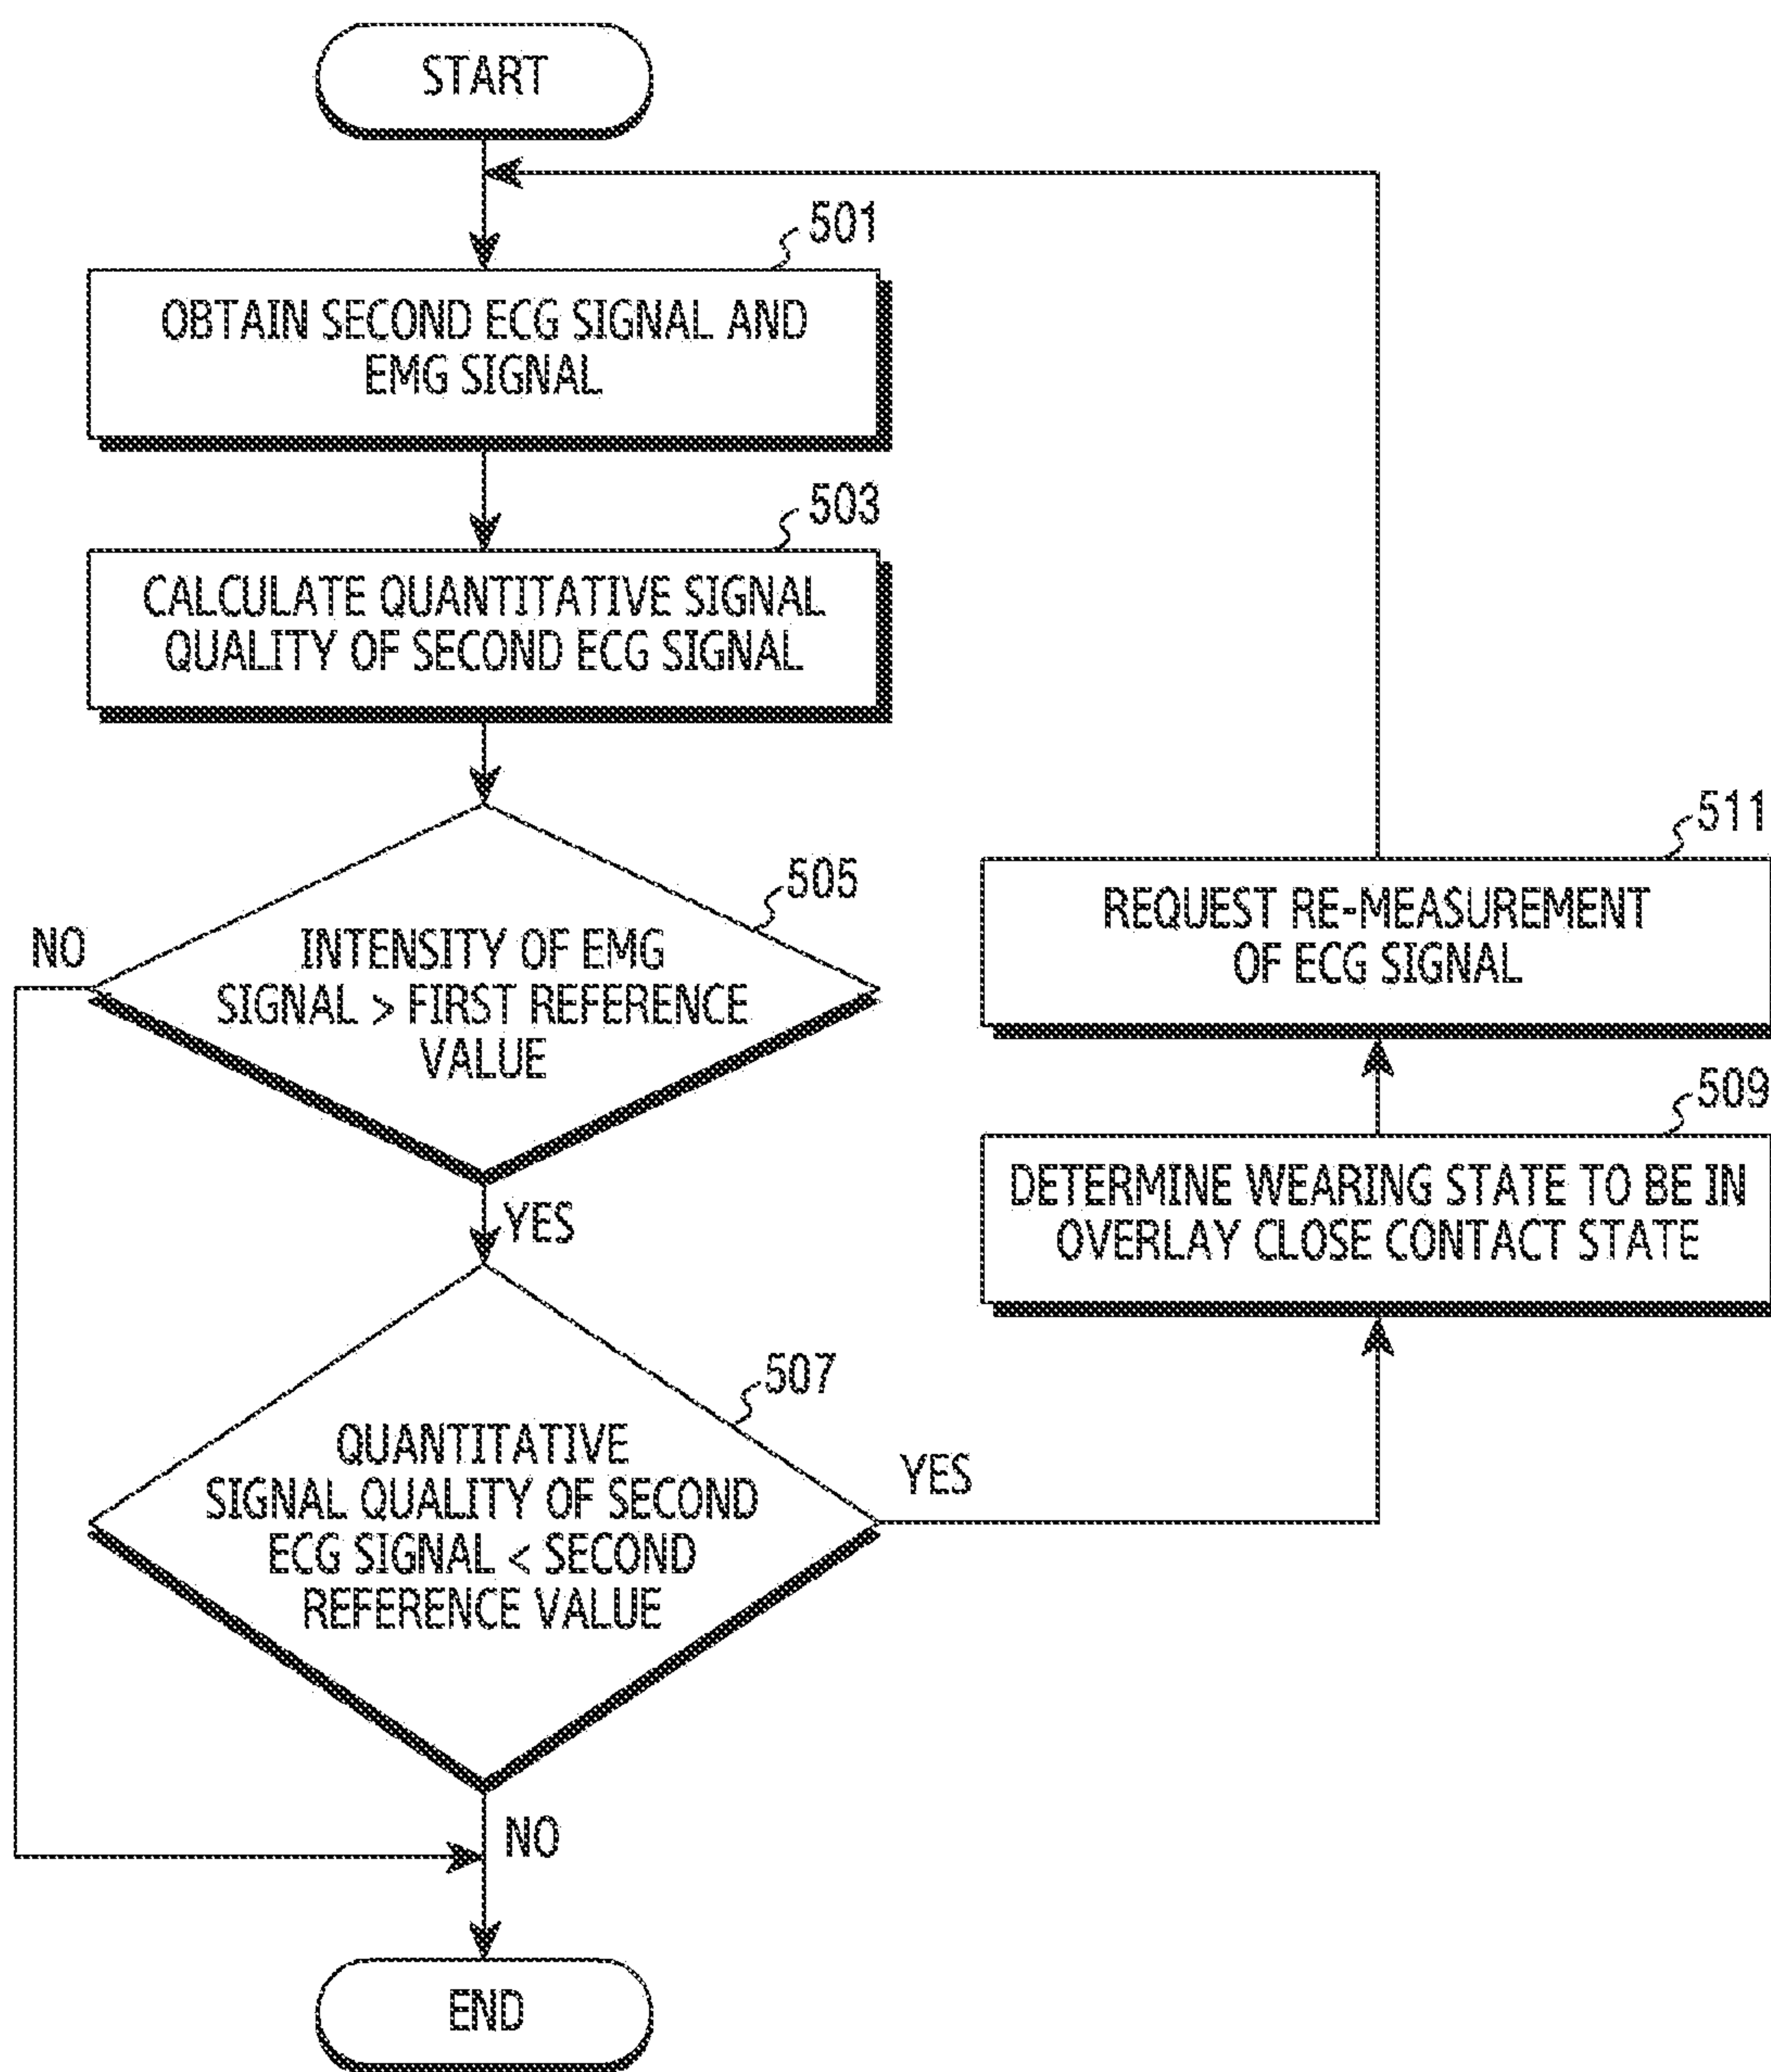 START
501
OBTAIN SECOND ECG SIGNAL AND
EMG SIGNAL
503
CALCULATE QUANTITATIVE SIGNAL
QUALITY OF SECOND ECG SIGNAL
505
NO
INTENSITY OF EMG
SIGNAL > FIRST REFERENCE
VALUE
YES
507
QUANTITATIVE
SIGNAL QUALITY OF SECOND
ECG SIGNAL < SECOND
REFERENCE VALUE
YES
NO
509
DETERMINE WEARING STATE TO BE IN
OVERLAY CLOSE CONTACT STATE
511
REQUEST RE-MEASUREMENT
OF ECG SIGNAL
END